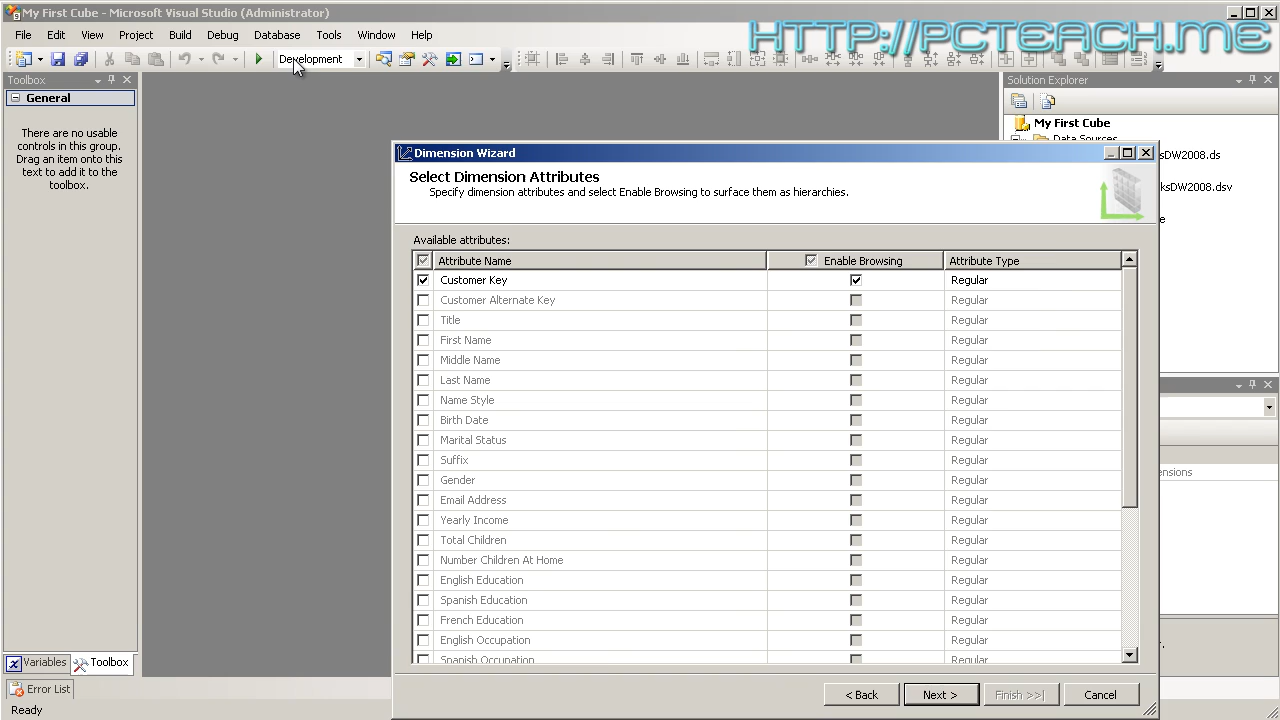 My First Cube - Microsoft Visual Studio (Administrator)
File Edit View Project Build Debug Database Tools Window Help
HTTP://PCTEACH.ME
Development
Toolbox
General
There are no usable
controls in this group.
Drag an item onto this
text to add it to the
toolbox.
Solution Explorer
My First Cube
Data Sources
sDW2008.ds
ksDW2008.dsv
Dimension Wizard
Select Dimension Attributes
Specify dimension attributes and select Enable Browsing to surface them as hierarchies.
Available attributes:
Attribute Name Enable Browsing Attribute Type
Customer Key Regular
Customer Alternate Key Regular
Title Regular
First Name Regular
Middle Name Regular
Last Name Regular
Name Style Regular
Birth Date Regular
Marital Status Regular
Suffix Regular
Gender Regular
Email Address Regular
Yearly Income Regular
Total Children Regular
Number Children At Home Regular
English Education Regular
Spanish Education Regular
French Education Regular
English Occupation Regular
Spanish Occupation Regular
ensions
< Back Next > Finish >>| Cancel
Variables Toolbox
Error List
Ready